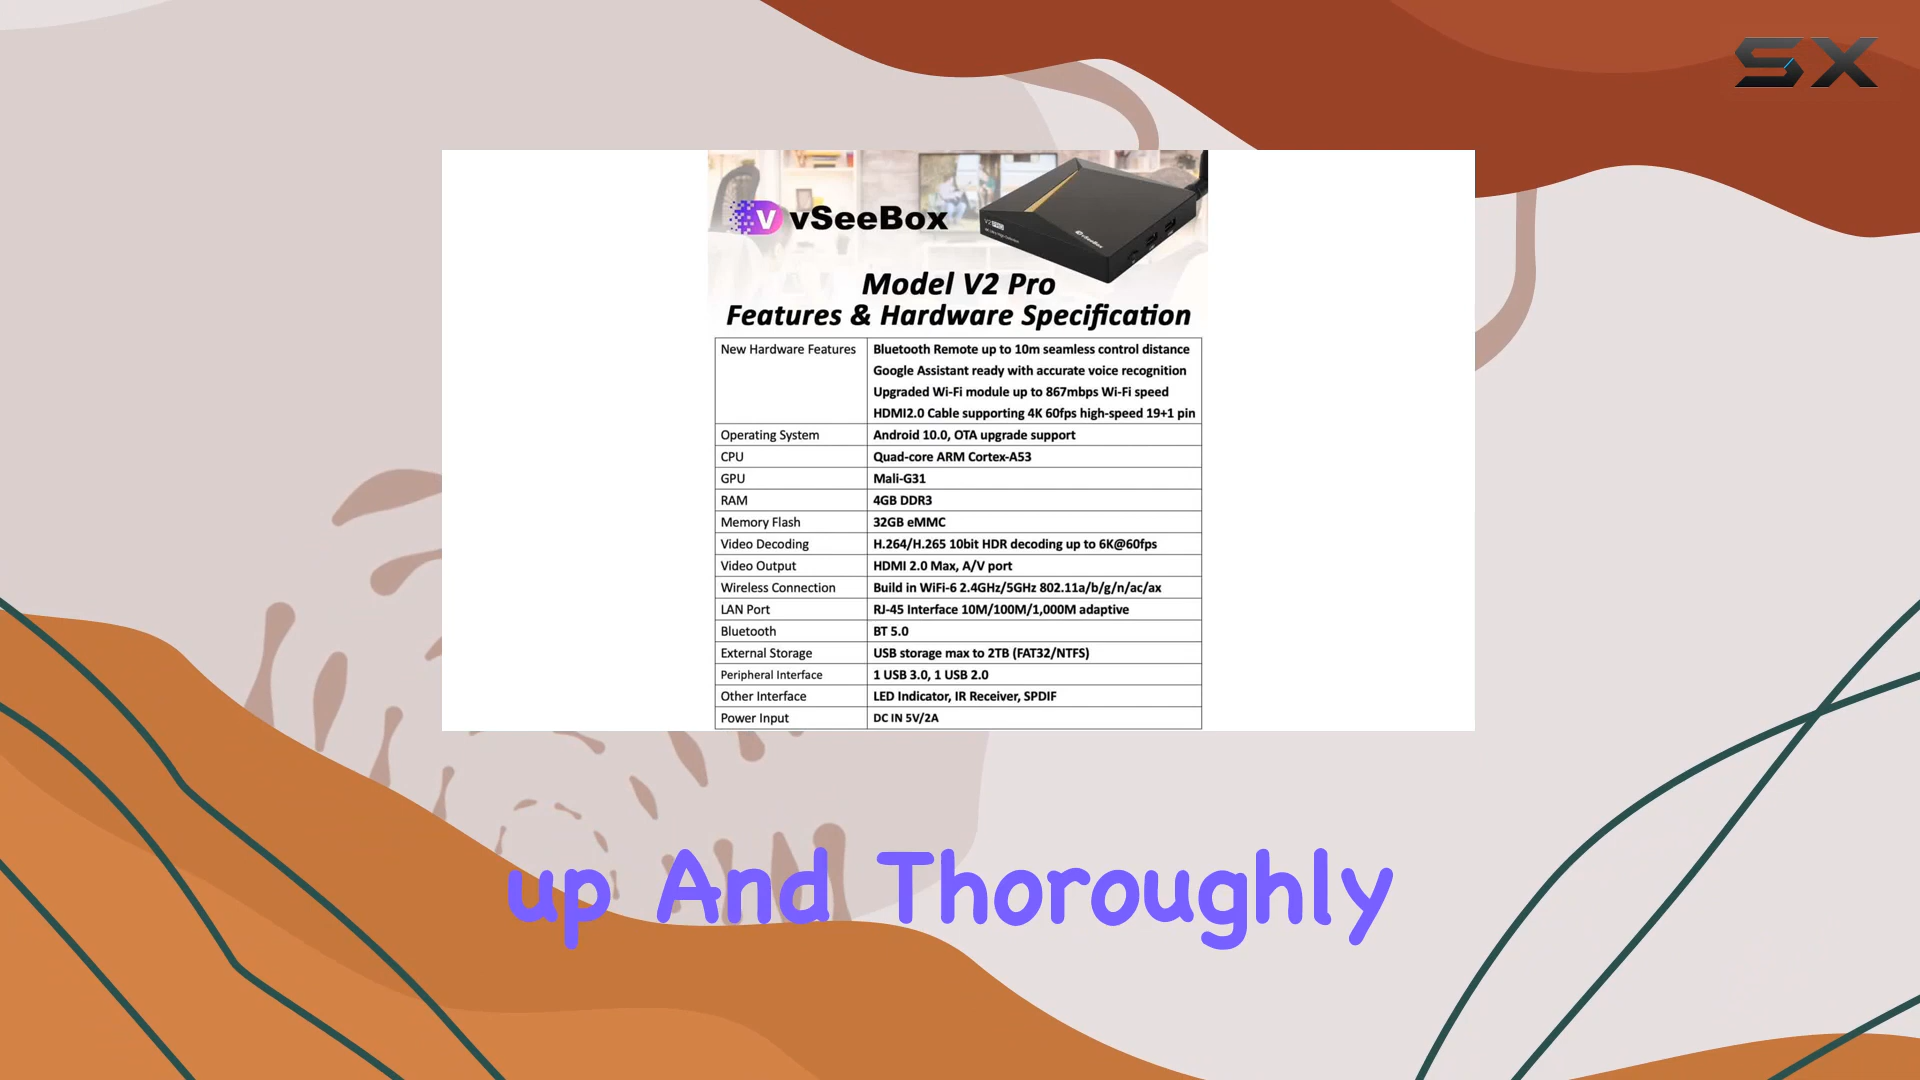 SX
V vSeeBox
Model V2 Pro
Features & Hardware Specification
New Hardware Features Bluetooth Remote up to 10m seamless control distance
Google Assistant ready with accurate voice recognition
Upgraded Wi-Fi module up to 867mbps Wi-Fi speed
HDMI2.0 Cable supporting 4K 60fps high-speed 19+1 pin
Operating System Android 10.0, OTA upgrade support
CPU Quad-core ARM Cortex-A53
GPU Mali-G31
RAM 4GB DDR3
Memory Flash 32GB eMMC
Video Decoding H.264/H.265 10bit HDR decoding up to 6K@60fps
Video Output HDMI 2.0 Max, A/V port
Wireless Connection Build in WiFi-6 2.4GHz/5GHz 802.11a/b/g/n/ac/ax
LAN Port RJ-45 Interface 10M/100M/1,000M adaptive
Bluetooth BT 5.0
External Storage USB storage max to 2TB (FAT32/NTFS)
Peripheral Interface 1 USB 3.0, 1 USB 2.0
Other Interface LED Indicator, IR Receiver, SPDIF
Power Input DC IN 5V/2A
up And Thoroughly